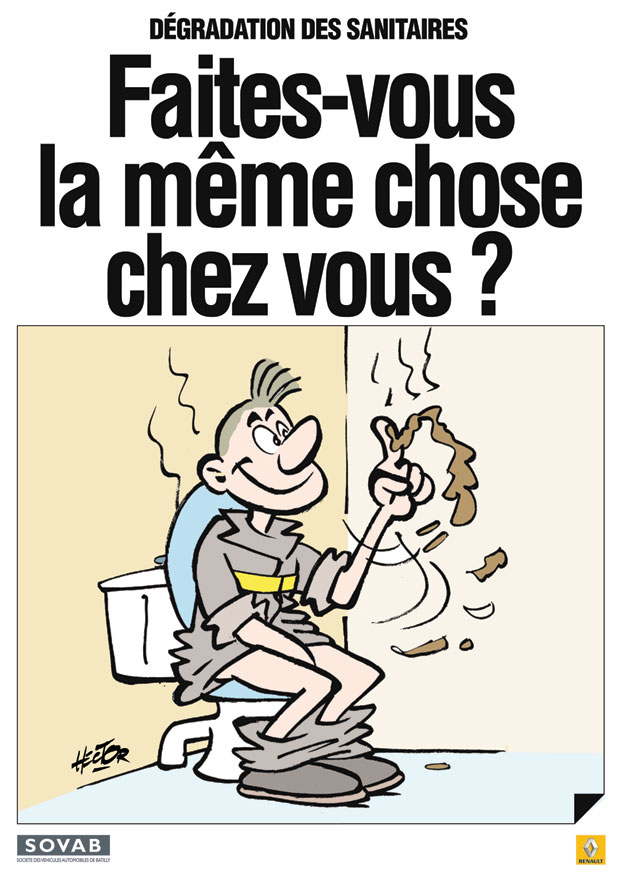 DÉGRADATION DES SANITAIRES
Faites-vous
la même chose
chez vous ?
HECTOR
SOVAB
SOCIETE DES VEHICULES AUTOMOBILES DE BATILLY
RENAULT